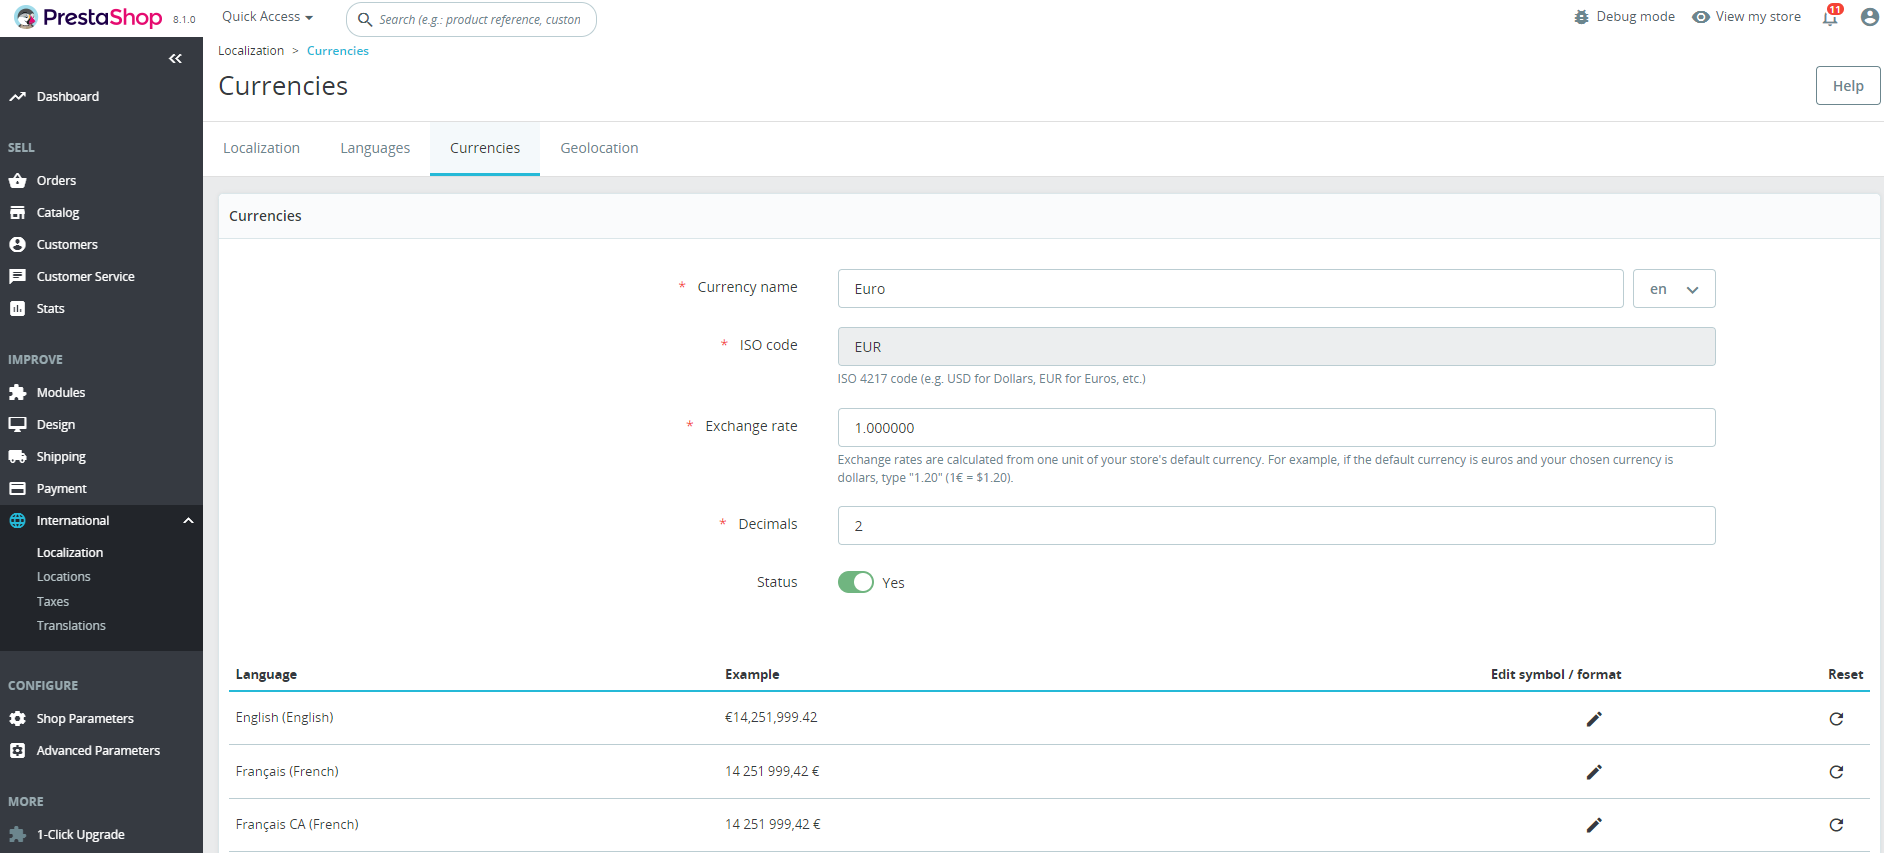 PrestaShop 8.1.0
Quick Access
Search (e.g.: product reference, custon
Debug mode
View my store
11
Localization > Currencies
Currencies
Help
Dashboard
SELL
Orders
Catalog
Customers
Customer Service
Stats
IMPROVE
Modules
Design
Shipping
Payment
International
Localization
Locations
Taxes
Translations
CONFIGURE
Shop Parameters
Advanced Parameters
MORE
1-Click Upgrade
Localization Languages Currencies Geolocation
Currencies
* Currency name Euro en
* ISO code EUR
ISO 4217 code (e.g. USD for Dollars, EUR for Euros, etc.)
* Exchange rate 1.000000
Exchange rates are calculated from one unit of your store's default currency. For example, if the default currency is euros and your chosen currency is
dollars, type "1.20" (1€ = $1.20).
* Decimals 2
Status Yes
Language Example Edit symbol / format Reset
English (English) €14,251,999.42
Français (French) 14 251 999,42 €
Français CA (French) 14 251 999,42 €